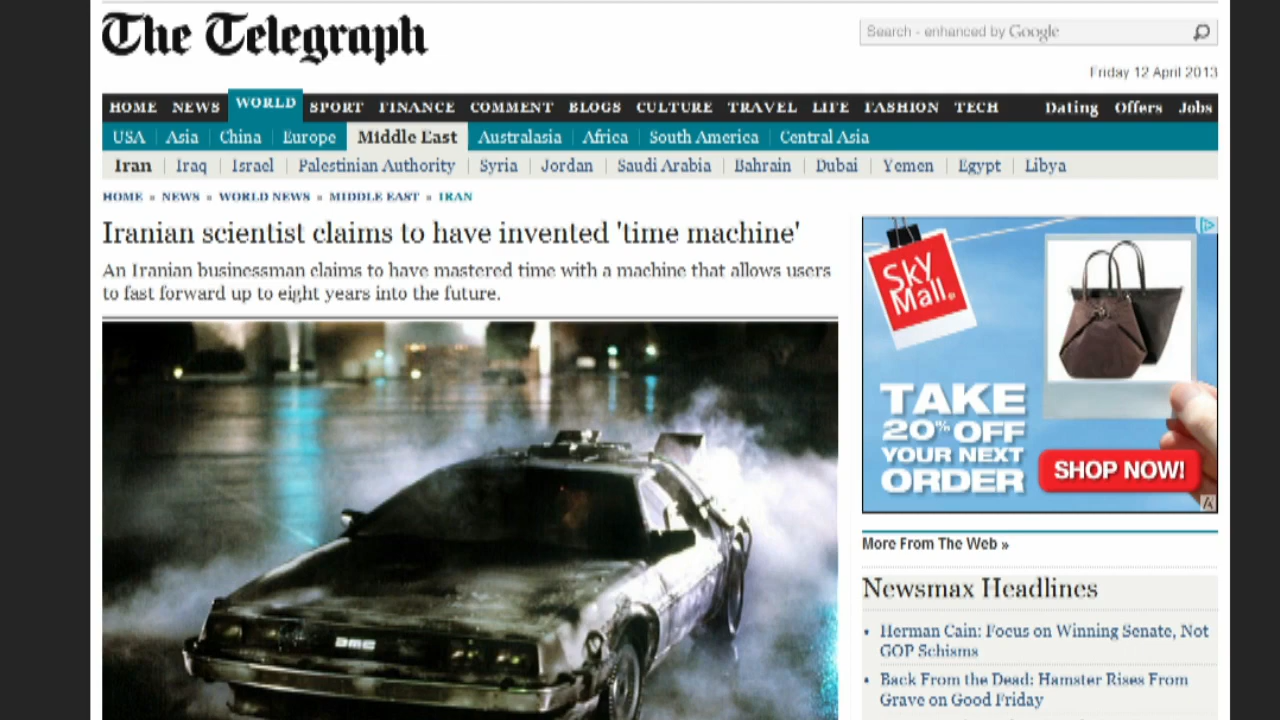 The Telegraph
Search - enhanced by Google
Friday 12 April 2013
HOME NEWS WORLD SPORT FINANCE COMMENT BLOGS CULTURE TRAVEL LIFE FASHION TECH Dating Offers Jobs
USA Asia China Europe Middle East Australasia Africa South America Central Asia
Iran Iraq Israel Palestinian Authority Syria Jordan Saudi Arabia Bahrain Dubai Yemen Egypt Libya
HOME » NEWS » WORLD NEWS » MIDDLE EAST » IRAN
Iranian scientist claims to have invented 'time machine'
An Iranian businessman claims to have mastered time with a machine that allows users
to fast forward up to eight years into the future.
DMC
Sky
Mall®
TAKE
20% OFF
YOUR NEXT
ORDER
SHOP NOW!
More From The Web »
Newsmax Headlines
• Herman Cain: Focus on Winning Senate, Not
GOP Schisms
• Back From the Dead: Hamster Rises From
Grave on Good Friday